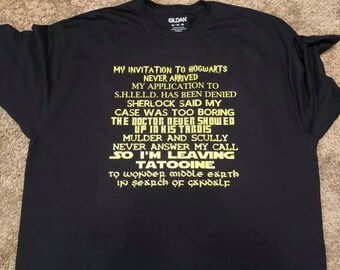 GILDAN
MY INVITATION TO HOGWARTS
NEVER ARRIVED
MY APPLICATION TO
S.H.I.E.L.D. HAS BEEN DENIED
SHERLOCK SAID MY
CASE WAS TOO BORING
THE DOCTOR NEVER SHOWED
UP IN HIS TARDIS
MULDER AND SCULLY
NEVER ANSWER MY CALL
SO I'M LEAVING
TATOOINE
TO WONDER MIDDLE EARTH
IN SEARCH OF GANDALF